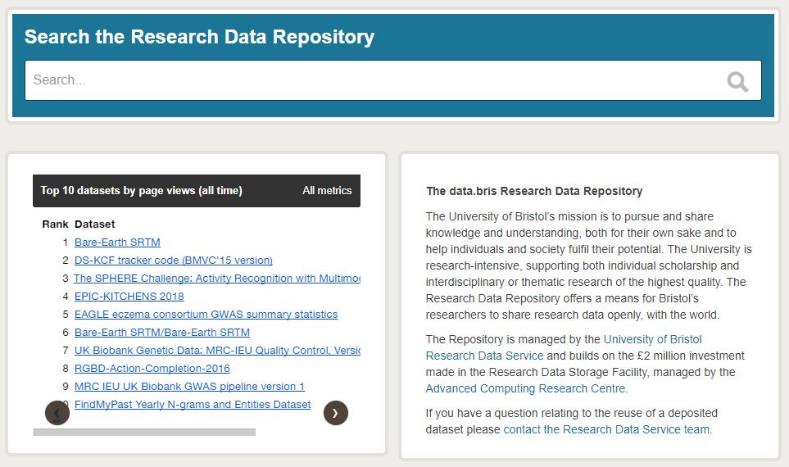 Search the Research Data Repository
Search...
Top 10 datasets by page views (all time) All metrics
Rank Dataset
1 Bare-Earth SRTM
2 DS-KCF tracker code (BMVC'15 version)
3 The SPHERE Challenge: Activity Recognition with
4 EPIC-KITCHENS 2018
5 EAGLE eczema consortium GWAS summary statistics
6 Bare-Earth SRTM/Bare-Earth SRTM
7 UK Biobank Genetic Data: MRC-IEU Quality Control,
8 RGBD-Action-Completion-2016
9 MRC IEU UK Biobank GWAS pipeline version 1
FindMyPast Yearly N-grams and Entities Dataset
The data.bris Research Data Repository
The University of Bristol's mission is to pursue and share
knowledge and understanding, both for their own sake and to
help individuals and society fulfil their potential. The University is
research-intensive, supporting both individual scholarship and
interdisciplinary or thematic research of the highest quality. The
Research Data Repository offers a means for Bristol's
researchers to share research data openly, with the world.
The Repository is managed by the University of Bristol
Research Data Service and builds on the £2 million investment
made in the Research Data Storage Facility, managed by the
Advanced Computing Research Centre.
If you have a question relating to the reuse of a deposited
dataset please contact the Research Data Service team.